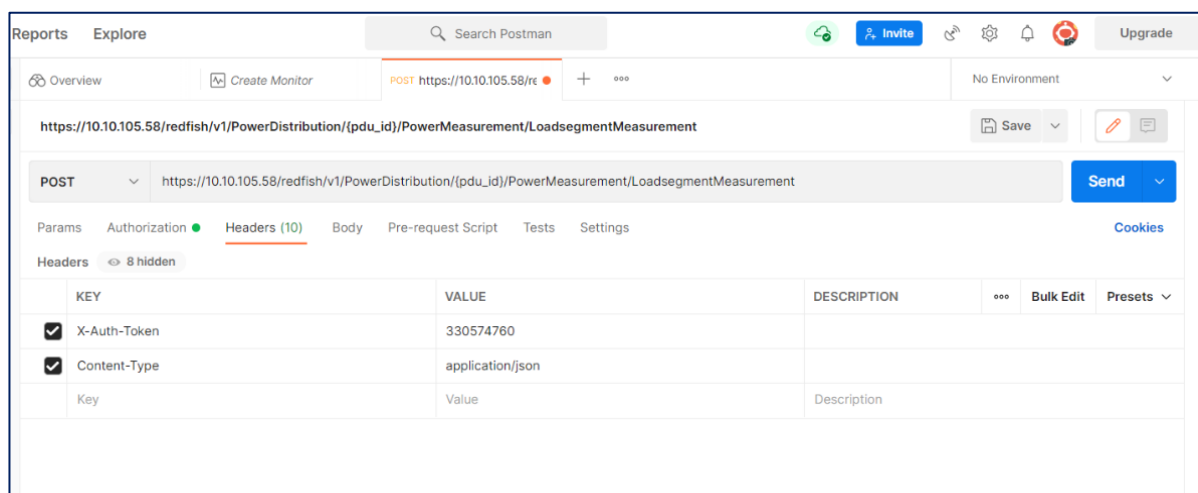 Reports Explore Search Postman Invite Upgrade
Overview Create Monitor POST https://10.10.105.58/re No Environment
https://10.10.105.58/redfish/v1/PowerDistribution/{pdu_id}/PowerMeasurement/LoadsegmentMeasurement Save
POST https://10.10.105.58/redfish/v1/PowerDistribution/{pdu_id}/PowerMeasurement/LoadsegmentMeasurement Send
Params Authorization Headers (10) Body Pre-request Script Tests Settings Cookies
Headers 8 hidden
KEY VALUE DESCRIPTION Bulk Edit Presets
X-Auth-Token 330574760
Content-Type application/json
Key Value Description